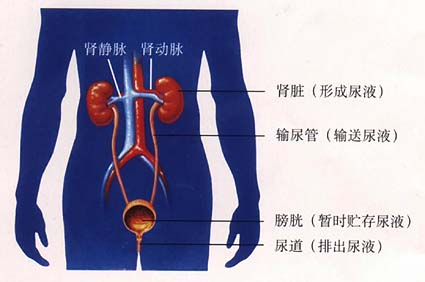 肾静脉 肾动脉
肾脏（形成尿液）
输尿管（输送尿液）
膀胱（暂时贮存尿液）
尿道（排出尿液）